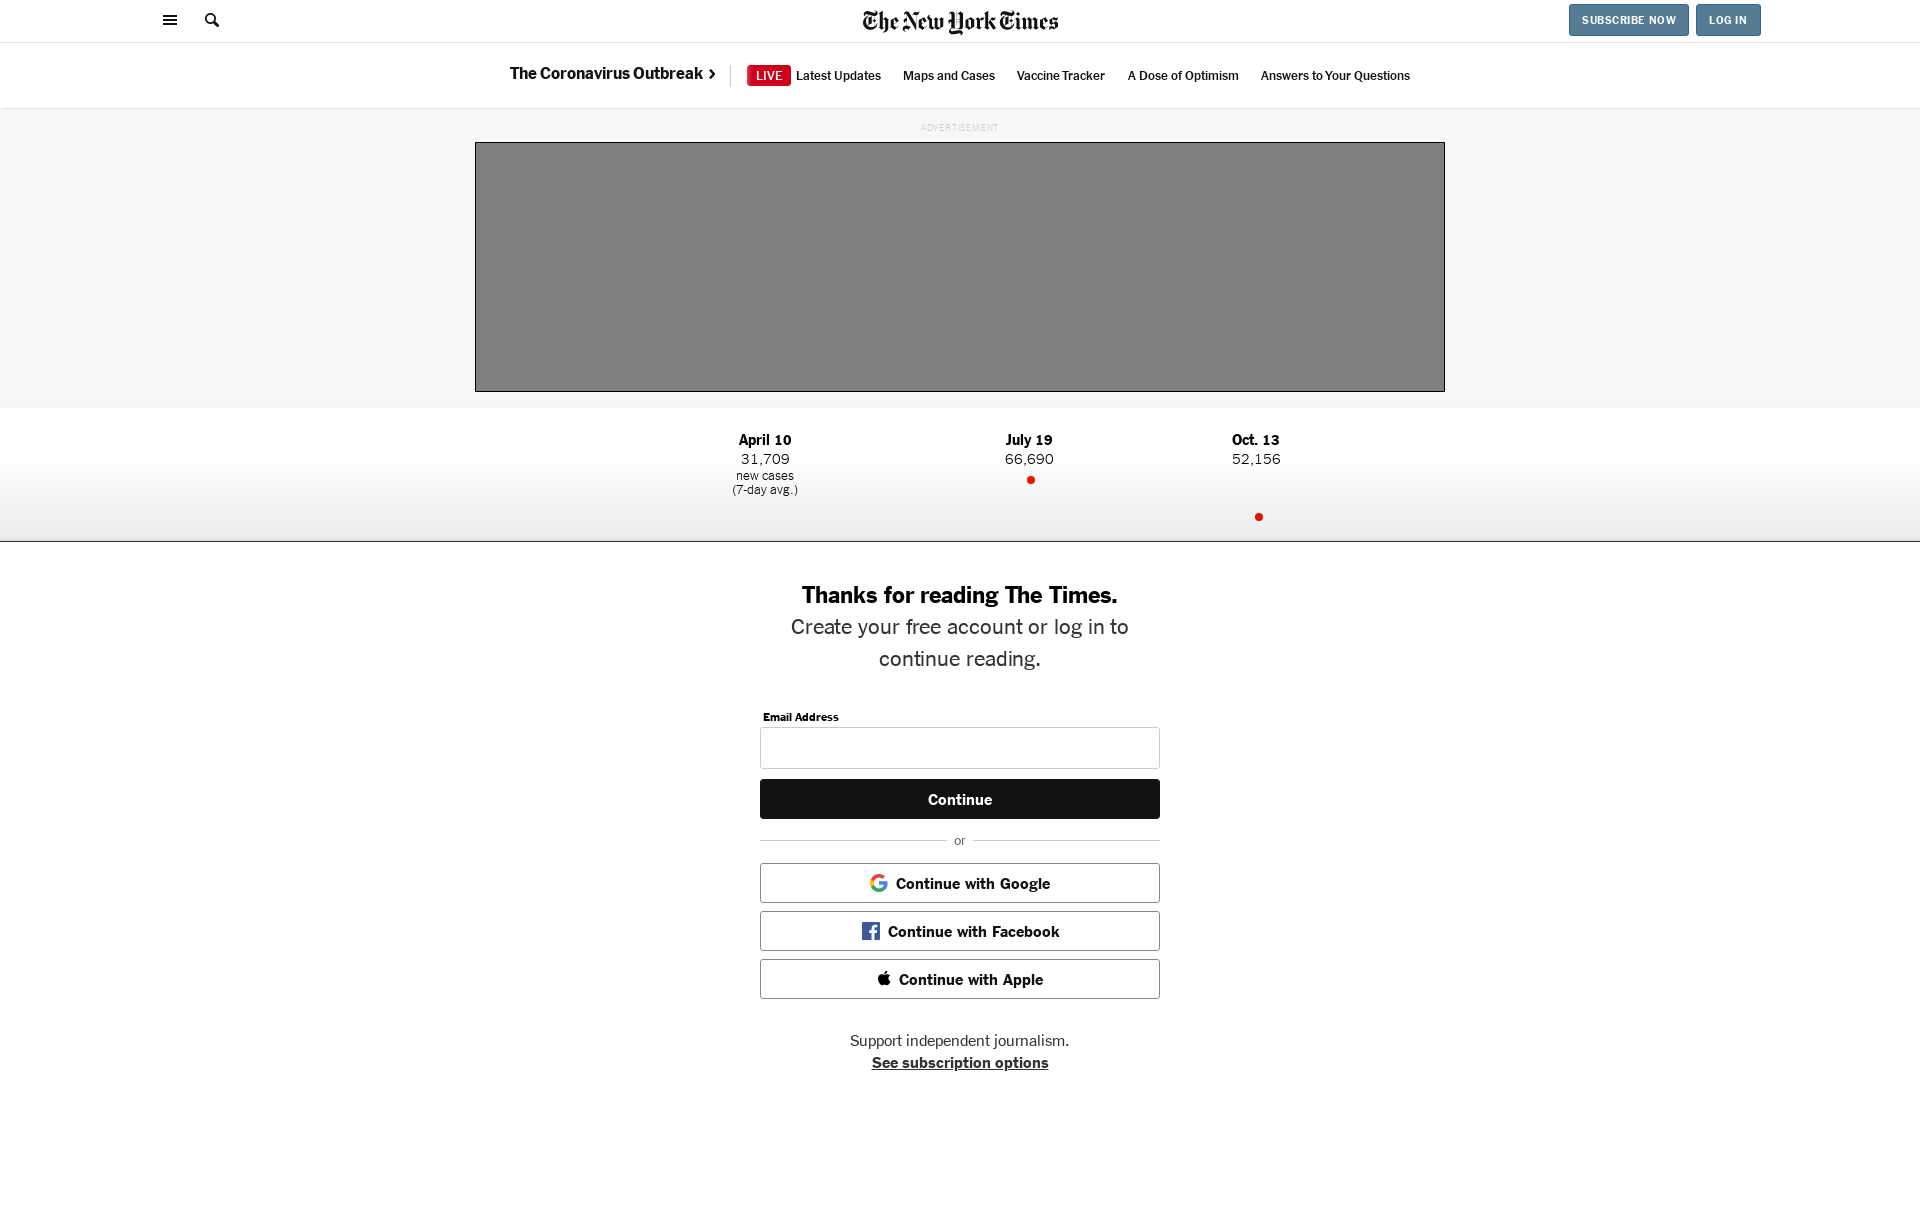 The New York Times
SUBSCRIBE NOW
LOG IN
The Coronavirus Outbreak
LIVE Latest Updates
Maps and Cases
Vaccine Tracker
A Dose of Optimism
Answers to Your Questions
ADVERTISEMENT
April 10
31,709
new cases
(7-day avg.)
July 19
66,690
Oct. 13
52,156
Thanks for reading The Times.
Create your free account or log in to
continue reading.
Email Address
Continue
or
Continue with Google
Continue with Facebook
Continue with Apple
Support independent journalism.
See subscription options